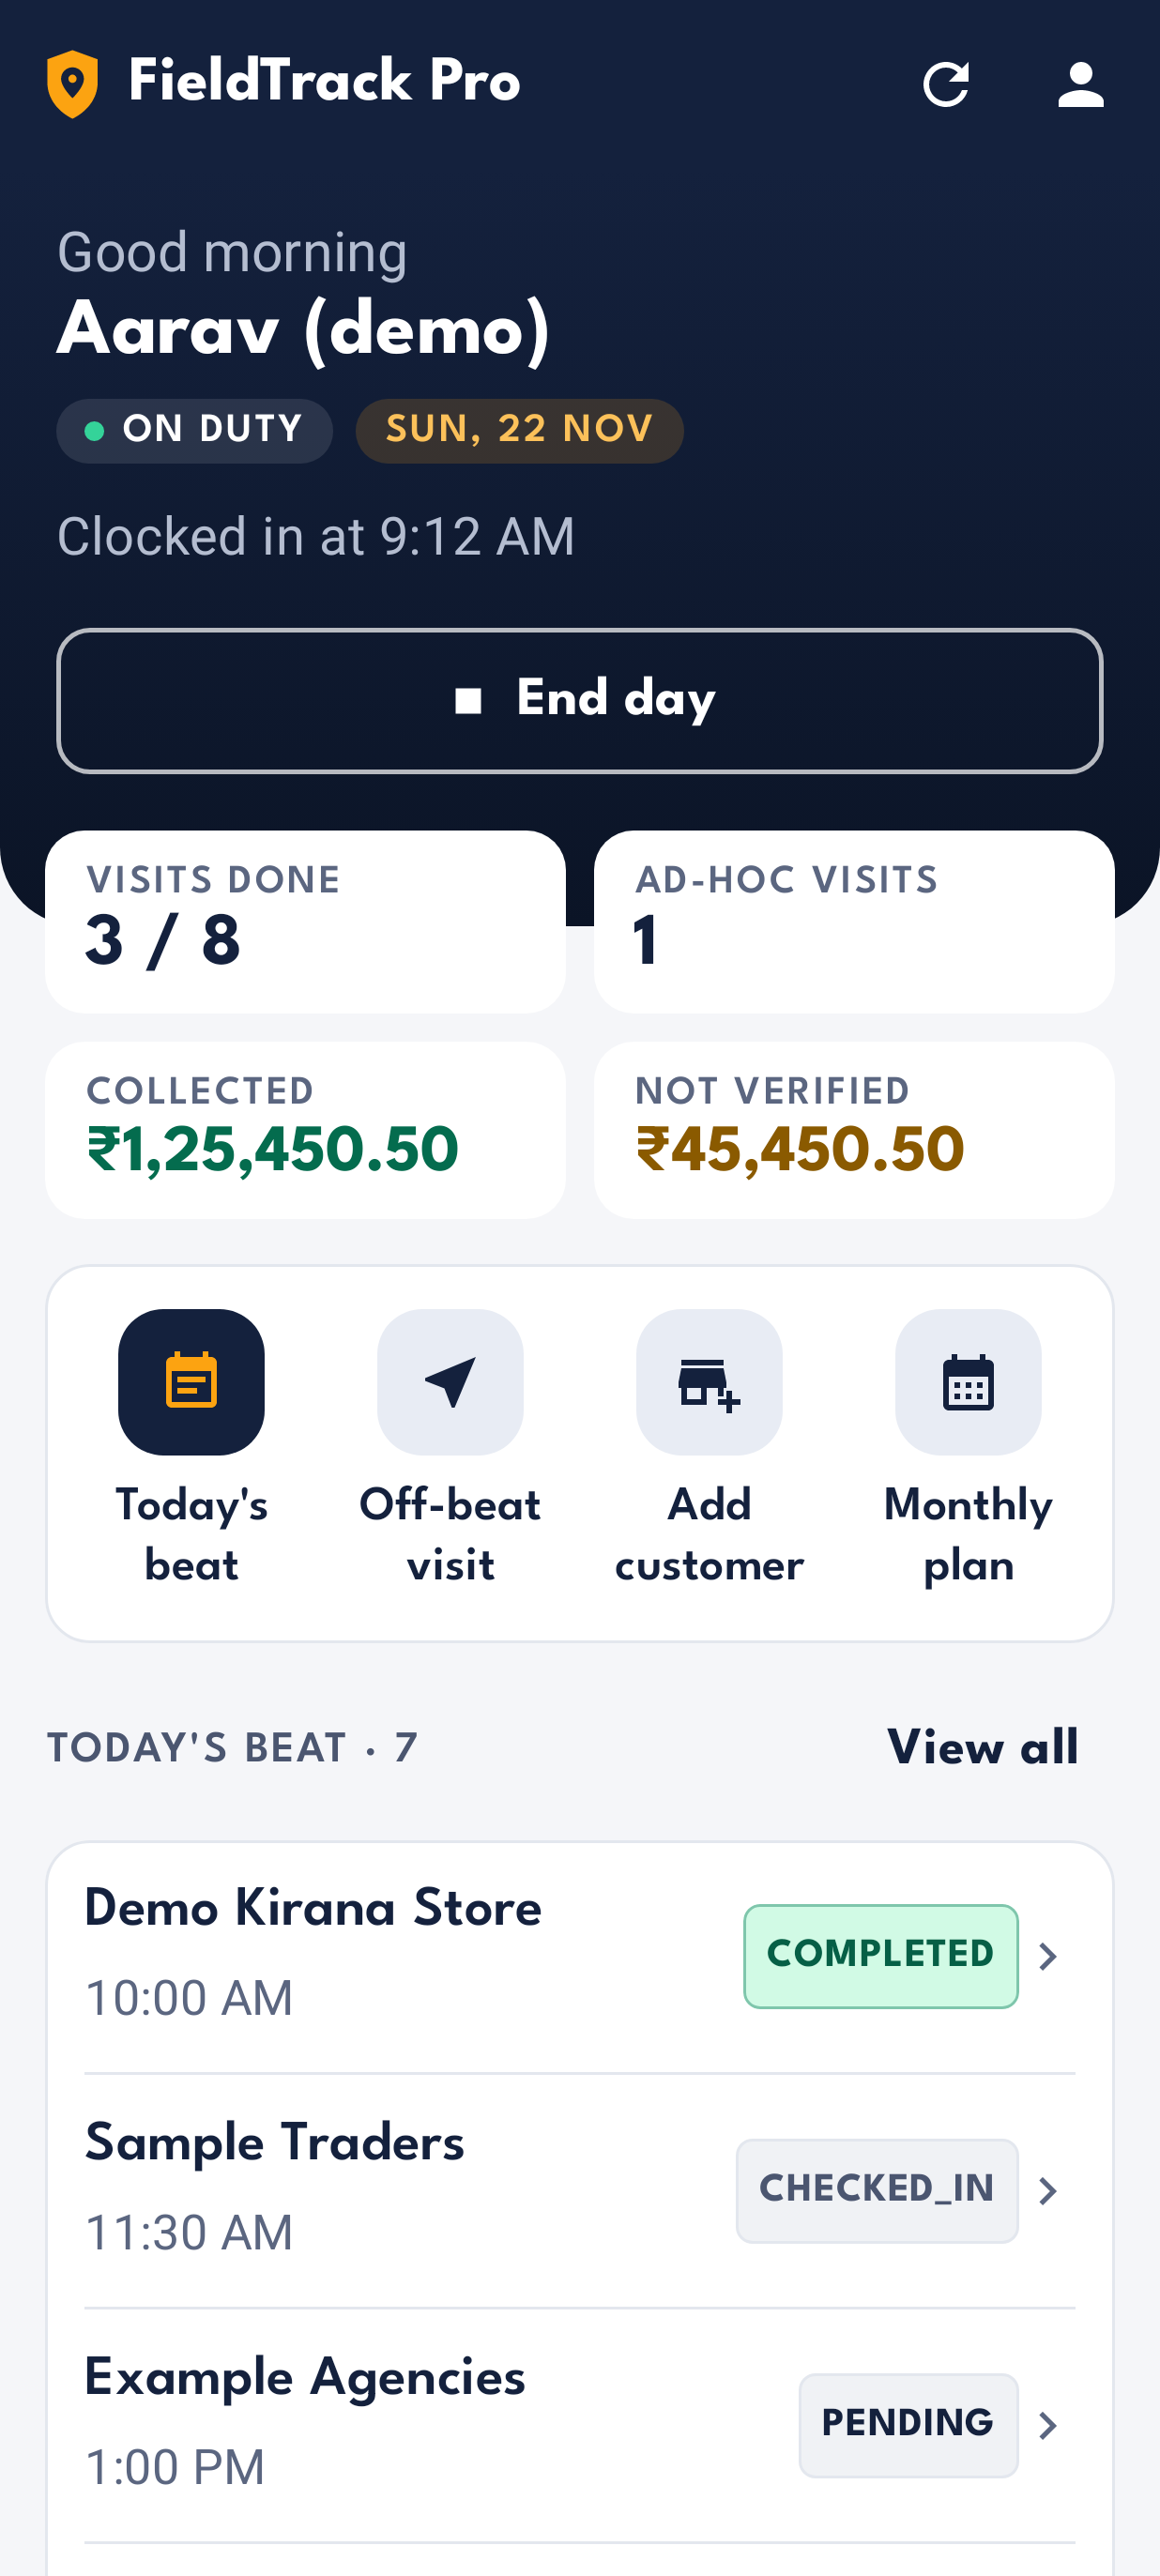 FieldTrack Pro
Good morning
Aarav (demo)
ON DUTY
SUN, 22 NOV
Clocked in at 9:12 AM
End day
VISITS DONE
3 / 8
AD-HOC VISITS
1
COLLECTED
₹1,25,450.50
NOT VERIFIED
₹45,450.50
Today's
beat
Off-beat
visit
Add
customer
Monthly
plan
TODAY'S BEAT · 7
View all
Demo Kirana Store
COMPLETED
10:00 AM
Sample Traders
CHECKED_IN
11:30 AM
Example Agencies
PENDING
1:00 PM